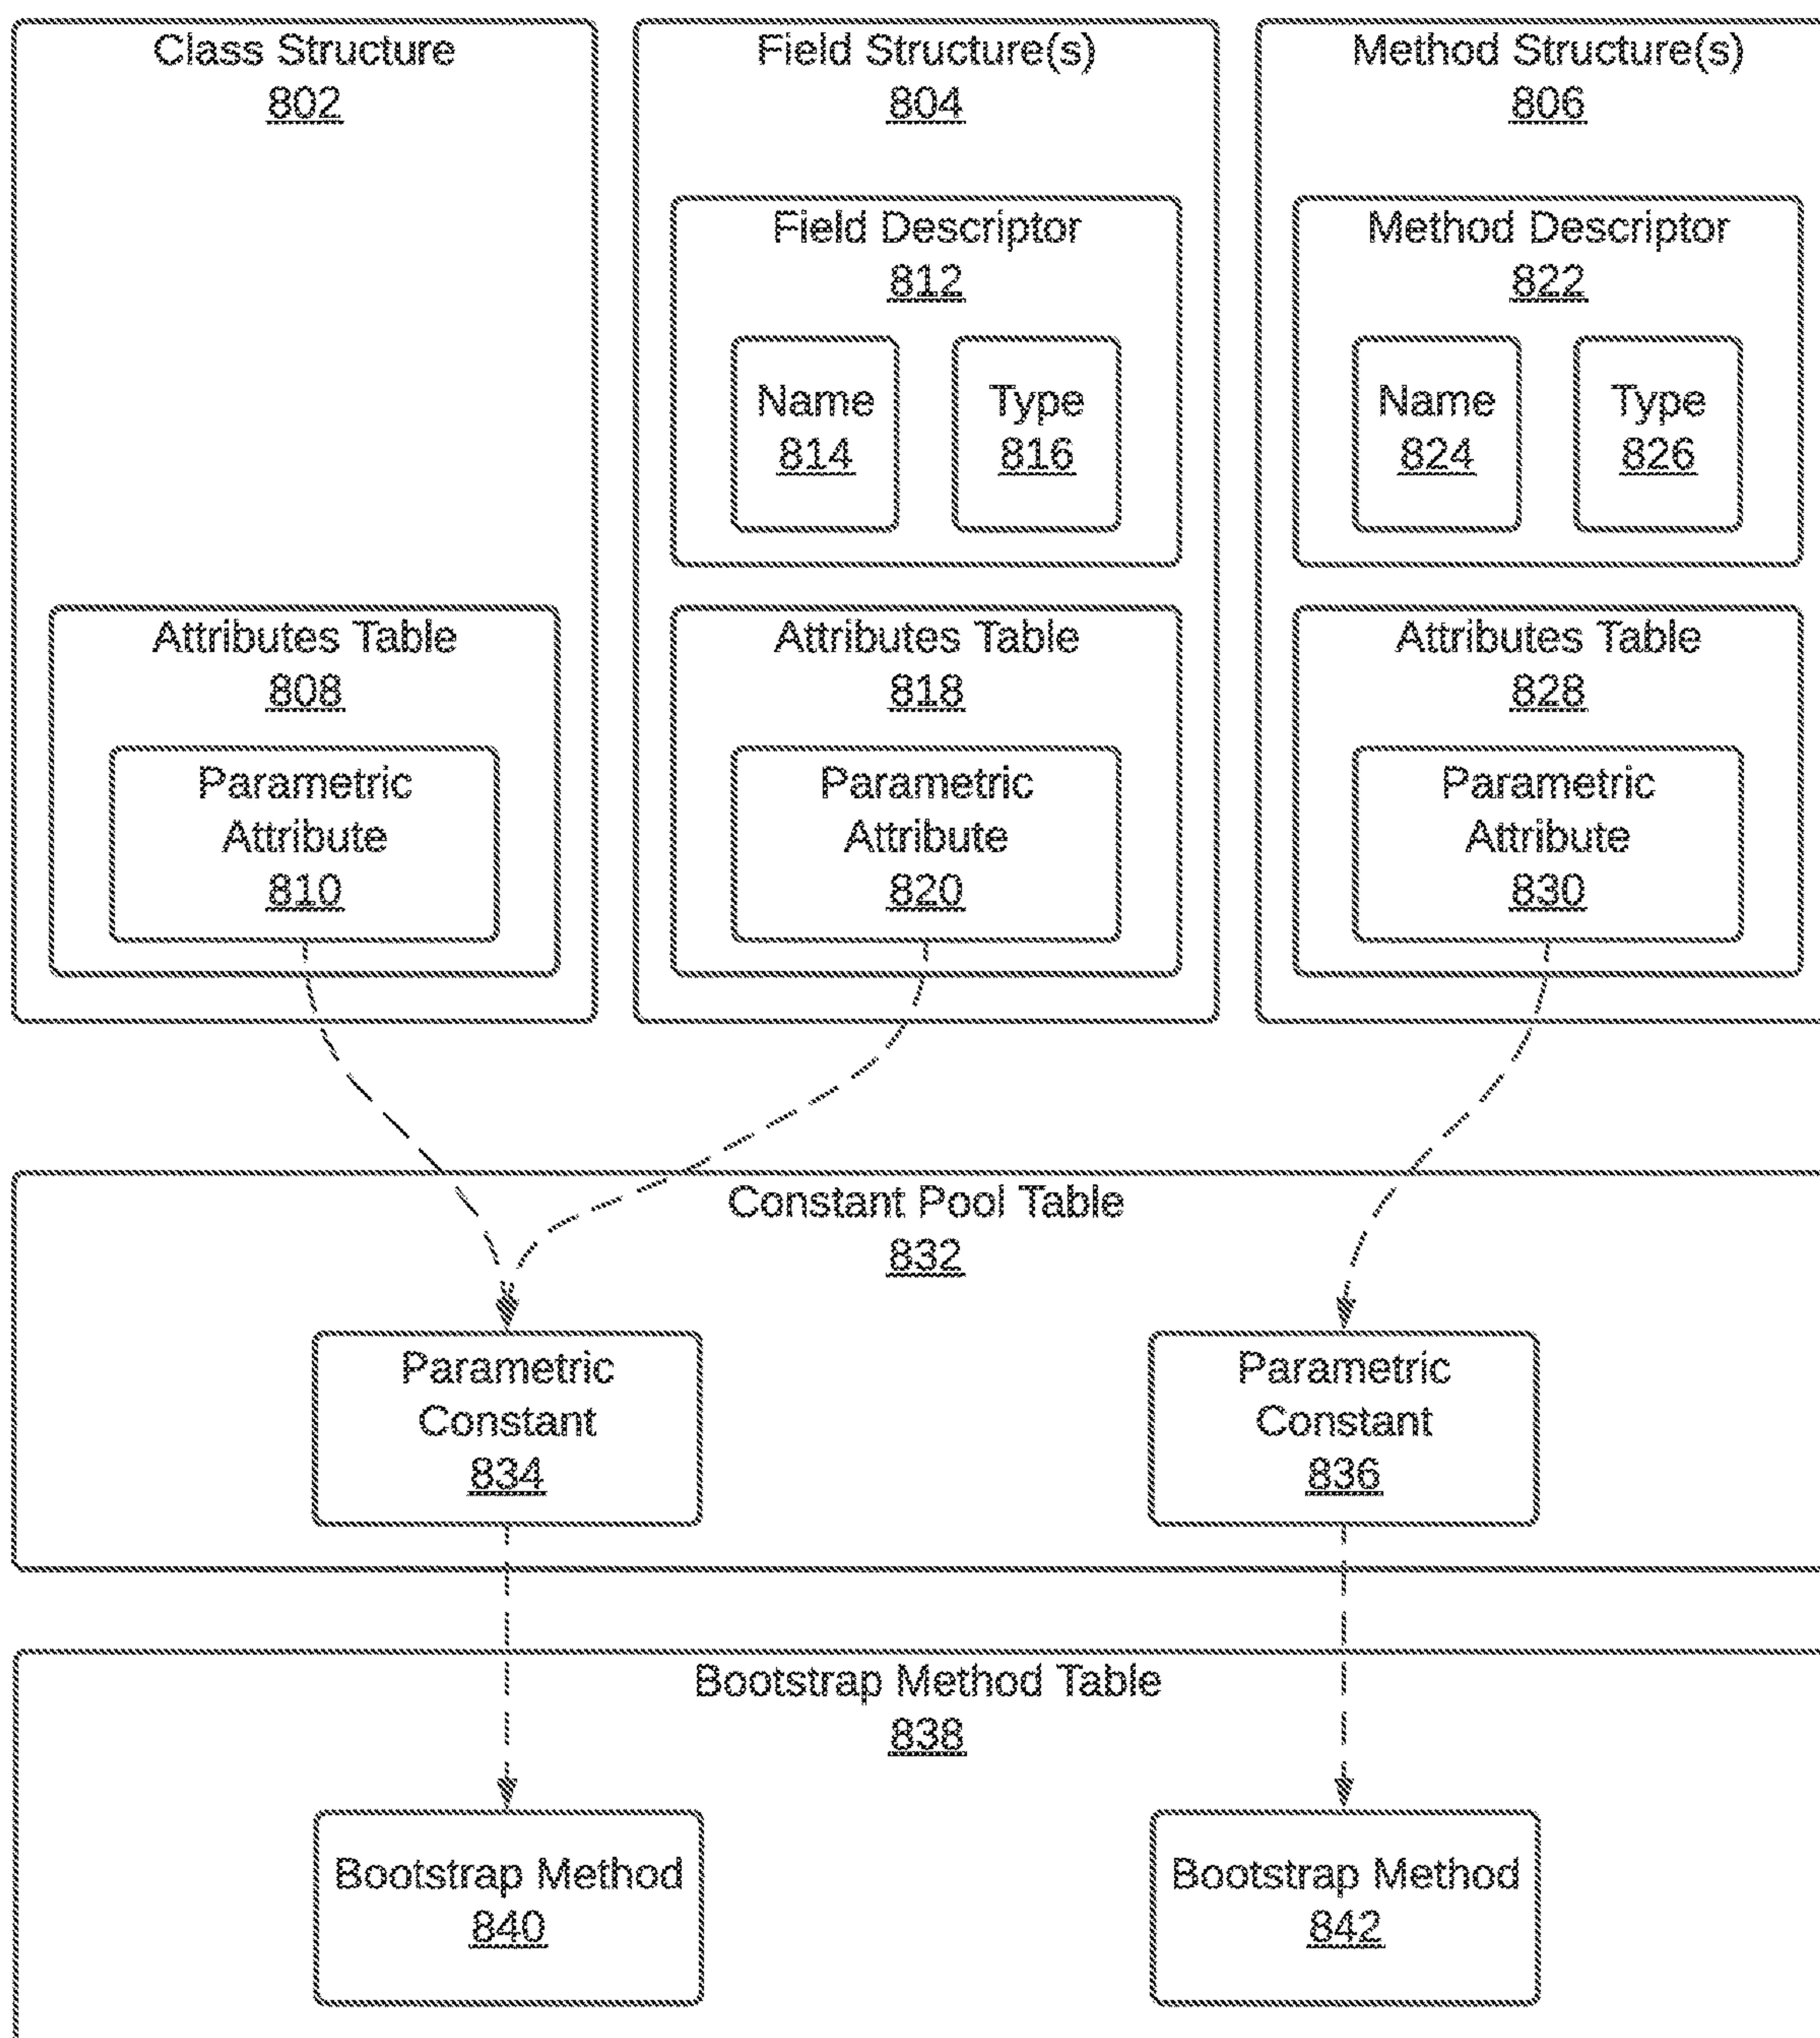 Class Structure
802
Field Structure(s)
804
Method Structure(s)
806
Field Descriptor
812
Name
814
Type
816
Method Descriptor
822
Name
824
Type
826
Attributes Table
808
Parametric
Attribute
810
Attributes Table
818
Parametric
Attribute
820
Attributes Table
828
Parametric
Attribute
830
Constant Pool Table
832
Parametric
Constant
834
Parametric
Constant
836
Bootstrap Method Table
838
Bootstrap Method
840
Bootstrap Method
842